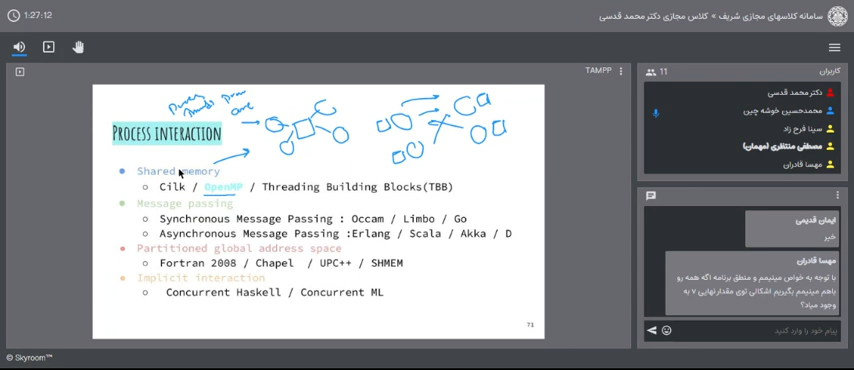 1:27:12
سامانه کلاسهای مجازی شریف > کلاس مجازی دکتر محمد قدسی
TAMPP
PROCESS INTERACTION
• Shared memory
○ Cilk / OpenMP / Threading Building Blocks(TBB)
• Message passing
○ Synchronous Message Passing : Occam / Limbo / Go
○ Asynchronous Message Passing :Erlang / Scala / Akka / D
• Partitioned global address space
○ Fortran 2008 / Chapel / UPC++ / SHMEM
• Implicit interaction
○ Concurrent Haskell / Concurrent ML
71
© Skyroom™
11
کاربران
دکتر محمد قدسی
محمدحسین خوشه چین
سینا فرح زاد
مصطفی منتظری (مهمان)
مهسا قادران
ایمان قدیمی
خیر
مهسا قادران
با توجه به خواص مینیمم و منطق برنامه اگه همه رو
باهم مینیمم بگیریم اشکالی توی مقدار نهایی ۷ به
وجود میاد؟
پیام خود را وارد کنید